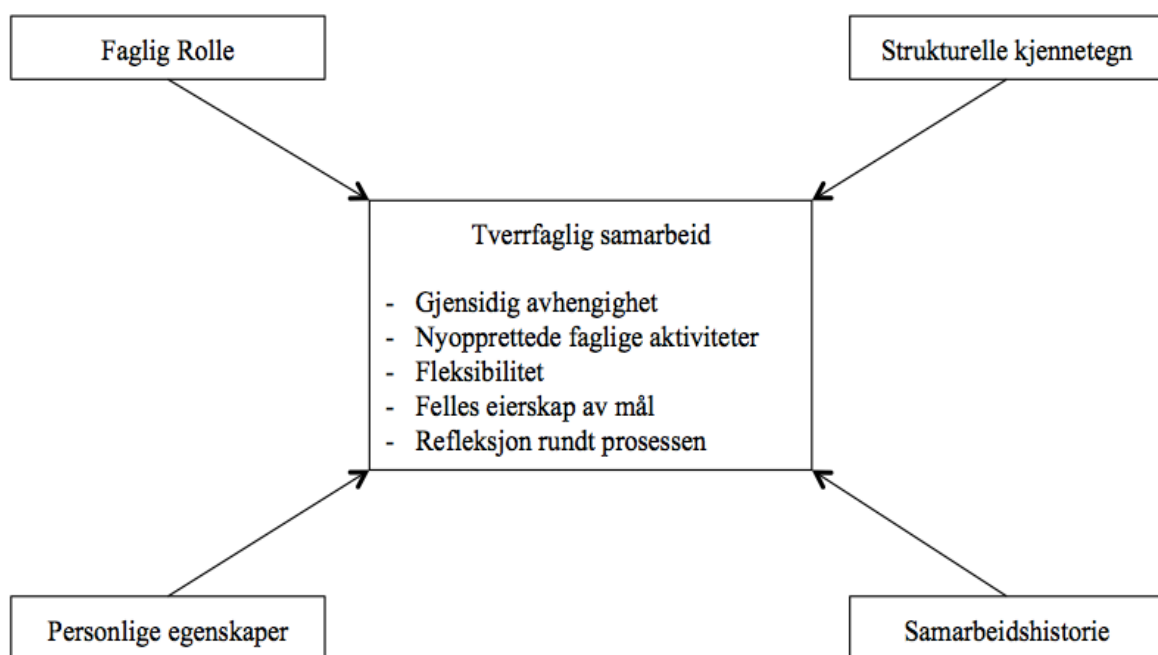 Faglig Rolle
Strukturelle kjennetegn
Tverrfaglig samarbeid
- Gjensidig avhengighet
- Nyopprettede faglige aktiviteter
- Fleksibilitet
- Felles eierskap av mål
- Refleksjon rundt prosessen
Personlige egenskaper
Samarbeidshistorie